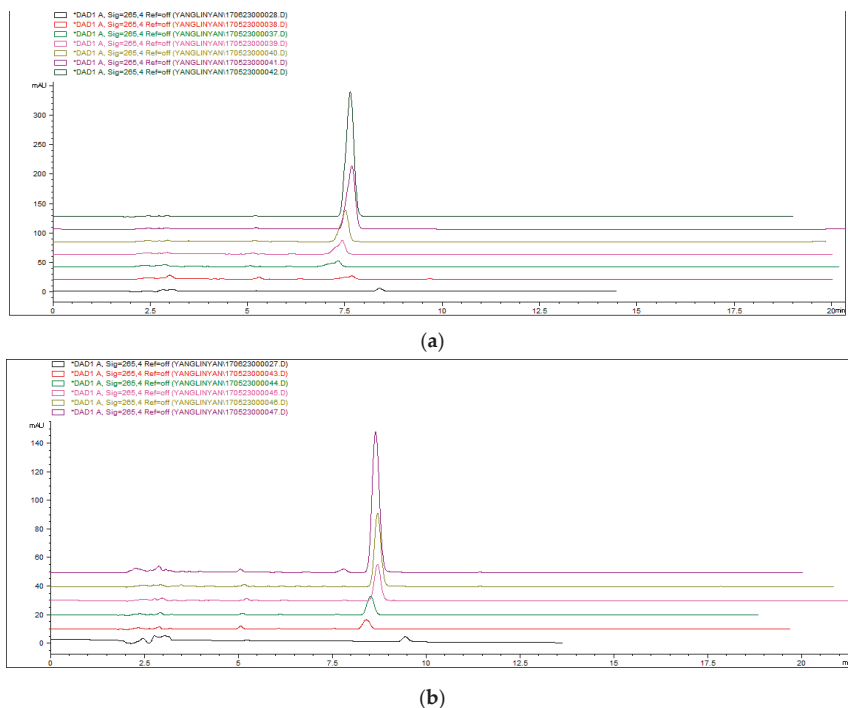 *DAD1 A, Sig=265,4 Ref=off (YANGLINYAN\170623000028.D)
*DAD1 A, Sig=265,4 Ref=off (YANGLINYAN\170523000038.D)
*DAD1 A, Sig=265,4 Ref=off (YANGLINYAN\170523000037.D)
*DAD1 A, Sig=265,4 Ref=off (YANGLINYAN\170523000039.D)
*DAD1 A, Sig=265,4 Ref=off (YANGLINYAN\170523000040.D)
*DAD1 A, Sig=265,4 Ref=off (YANGLINYAN\170523000041.D)
*DAD1 A, Sig=265,4 Ref=off (YANGLINYAN\170523000042.D)
mAU
300
250
200
150
100
50
0
0 2.5 5 7.5 10 12.5 15 17.5 20 min
(a)
*DAD1 A, Sig=265,4 Ref=off (YANGLINYAN\170623000027.D)
*DAD1 A, Sig=265,4 Ref=off (YANGLINYAN\170523000043.D)
*DAD1 A, Sig=265,4 Ref=off (YANGLINYAN\170523000044.D)
*DAD1 A, Sig=265,4 Ref=off (YANGLINYAN\170523000045.D)
*DAD1 A, Sig=265,4 Ref=off (YANGLINYAN\170523000046.D)
*DAD1 A, Sig=265,4 Ref=off (YANGLINYAN\170523000047.D)
mAU
140
120
100
80
60
40
20
0
0 2.5 5 7.5 10 12.5 15 17.5 20 m
(b)